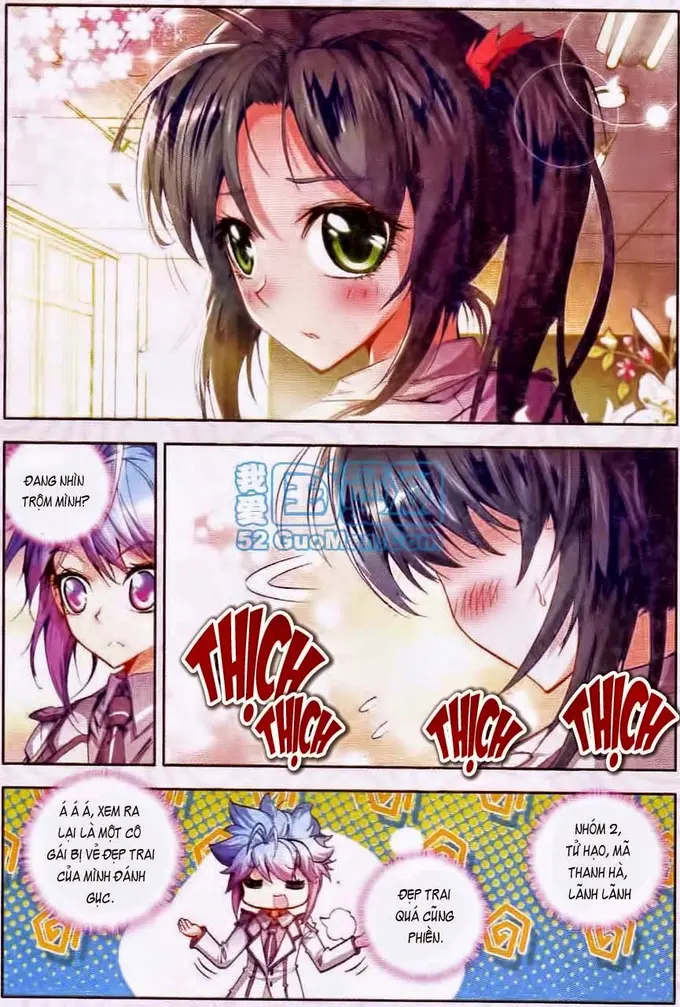 ĐANG NHÌN
TRỘM MÌNH?
我爱
52 GuoMan.com
THỊCH
THỊCH
THỊCH
THỊCH
Á Á Á, XEM RA
LẠI LÀ MỘT CÔ
GÁI BỊ VẺ ĐẸP TRAI
CỦA MÌNH ĐÁNH
GỤC.
ĐẸP TRAI
QUÁ CŨNG
PHIỀN.
NHÓM 2,
TỬ HẠO, MÃ
THANH HÀ,
LÃNH LÃNH